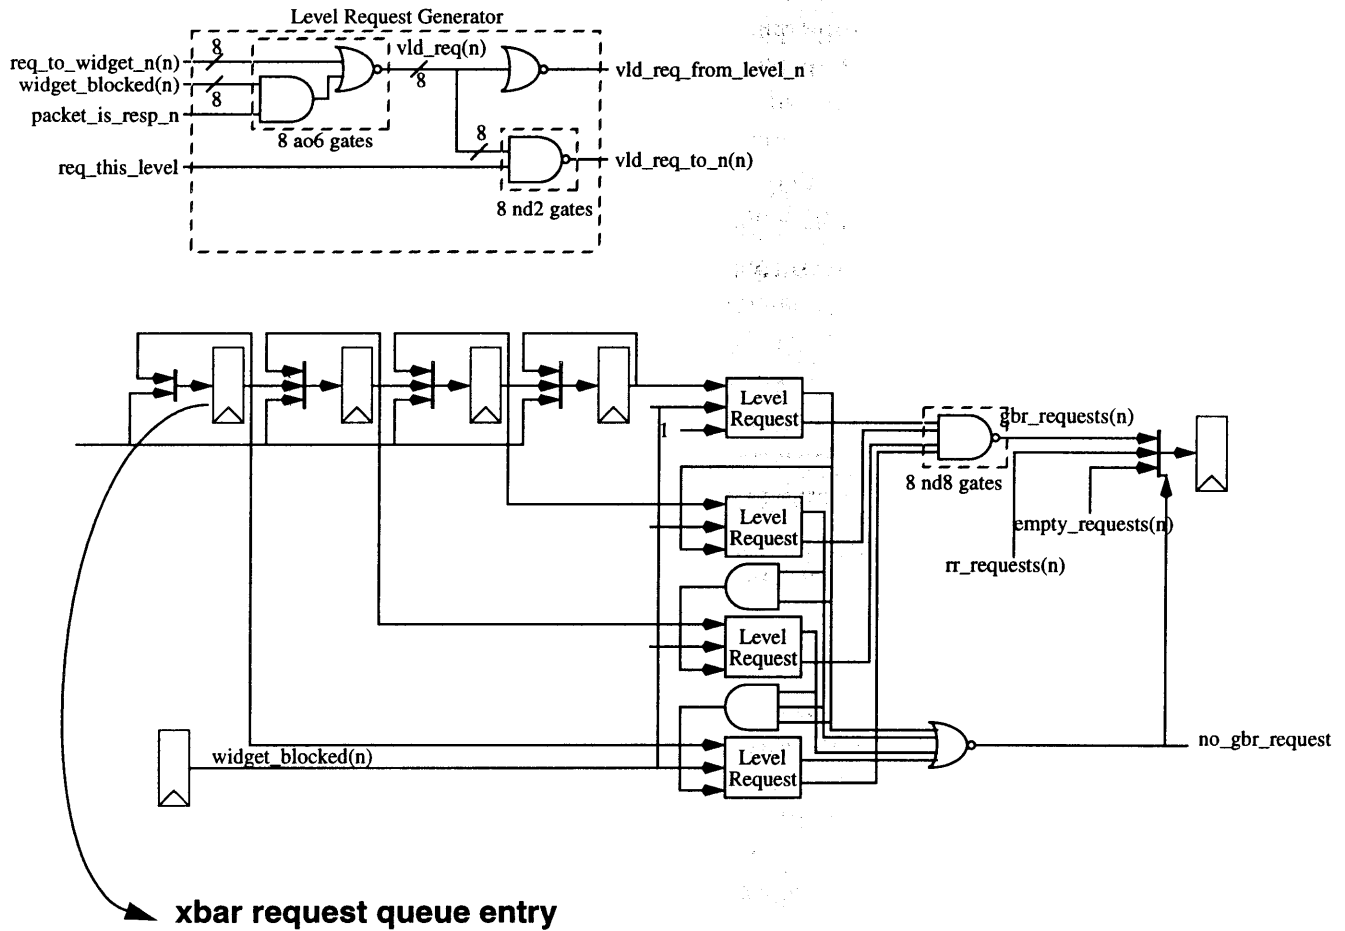 Level Request Generator
req_to_widget_n(n)
8
vld_req(n)
widget_blocked(n)
8
8
vld_req_from_level_n
packet_is_resp_n
8 ao6 gates
8
req_this_level
vld_req_to_n(n)
8 nd2 gates
Level
Request
1
gbr_requests(n)
8 nd8 gates
Level
Request
empty_requests(n)
rr_requests(n)
Level
Request
Level
Request
widget_blocked(n)
no_gbr_request
xbar request queue entry